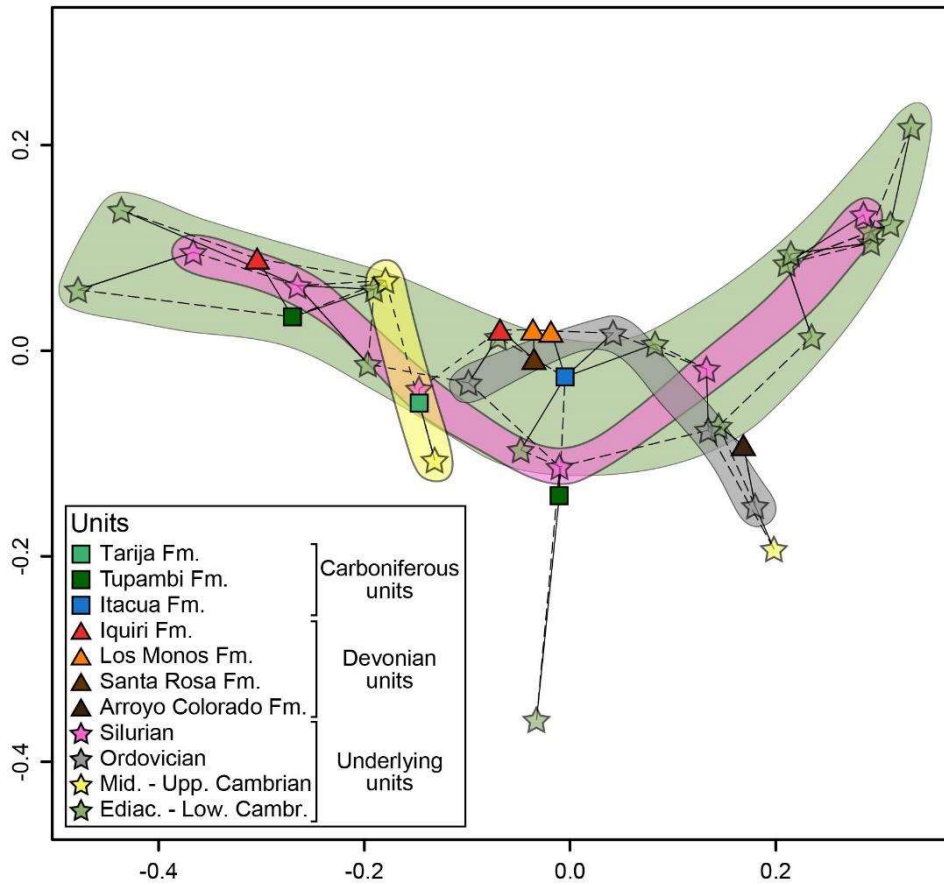 0.2
0.0
-0.2
-0.4
Units
Tarija Fm.
Tupambi Fm.
Itacua Fm.
Carboniferous
units
Iquiri Fm.
Los Monos Fm.
Santa Rosa Fm.
Arroyo Colorado Fm.
Devonian
units
Silurian
Ordovician
Mid. - Upp. Cambrian
Ediac. - Low. Cambr.
Underlying
units
-0.4
-0.2
0.0
0.2